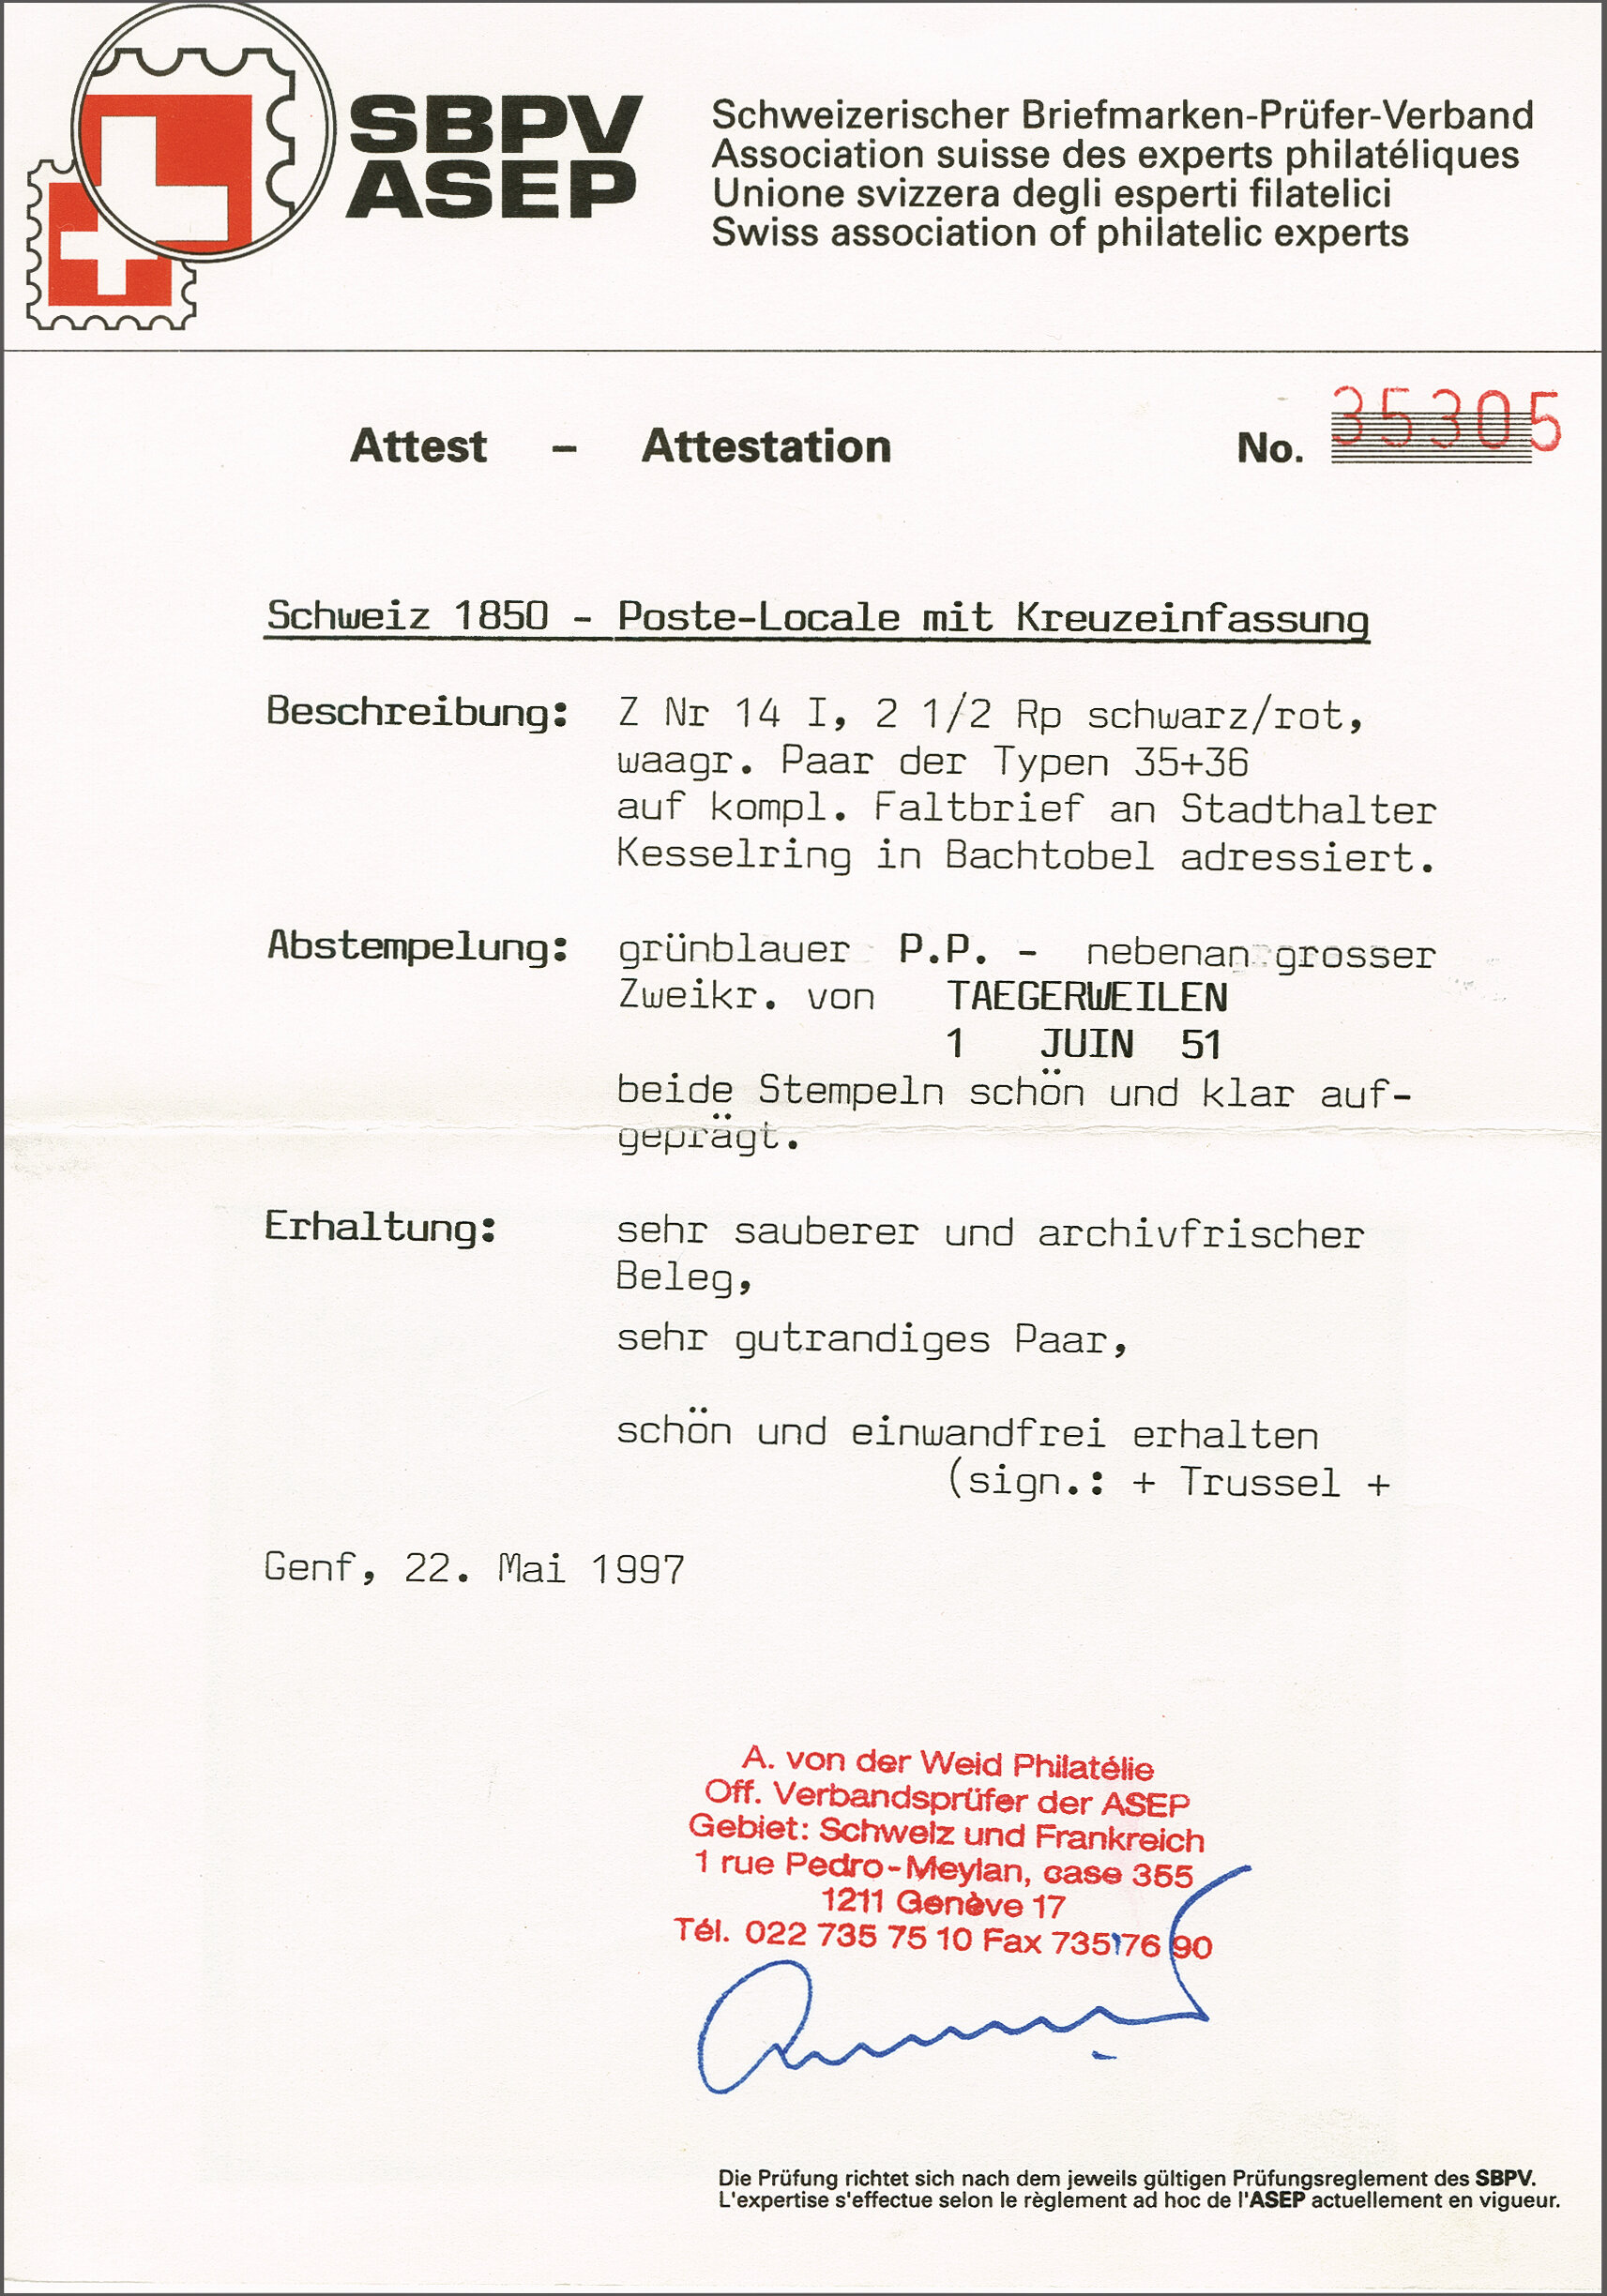 SBPV
ASEP
Schweizerischer Briefmarken-Prüfer-Verband
Association suisse des experts philatéliques
Unione svizzera degli esperti filatelici
Swiss association of philatelic experts
Attest – Attestation No. 35305
Schweiz 1850 - Poste-Locale mit Kreuzeinfassung
Beschreibung: Z Nr 14 I, 2 1/2 Rp schwarz/rot,
waagr. Paar der Typen 35+36
auf kompl. Faltbrief an Stadthalter
Kesselring in Bachtobel adressiert.
Abstempelung: grünblauer P.P. - nebenan grosser
Zweikr. von TAEGERWEILEN
1 JUIN 51
beide Stempeln schön und klar auf-
geprägt.
Erhaltung: sehr sauberer und archivfrischer
Beleg,
sehr gutrandiges Paar,
schön und einwandfrei erhalten
(sign.: + Trussel +
Genf, 22. Mai 1997
A. von der Weid Philatélie
Off. Verbandsprüfer der ASEP
Gebiet: Schweiz und Frankreich
1 rue Pedro-Meylan, case 355
1211 Genève 17
Tél. 022 735 75 10 Fax 735 76 90
Die Prüfung richtet sich nach dem jeweils gültigen Prüfungsreglement des SBPV.
L'expertise s'effectue selon le règlement ad hoc de l'ASEP actuellement en vigueur.